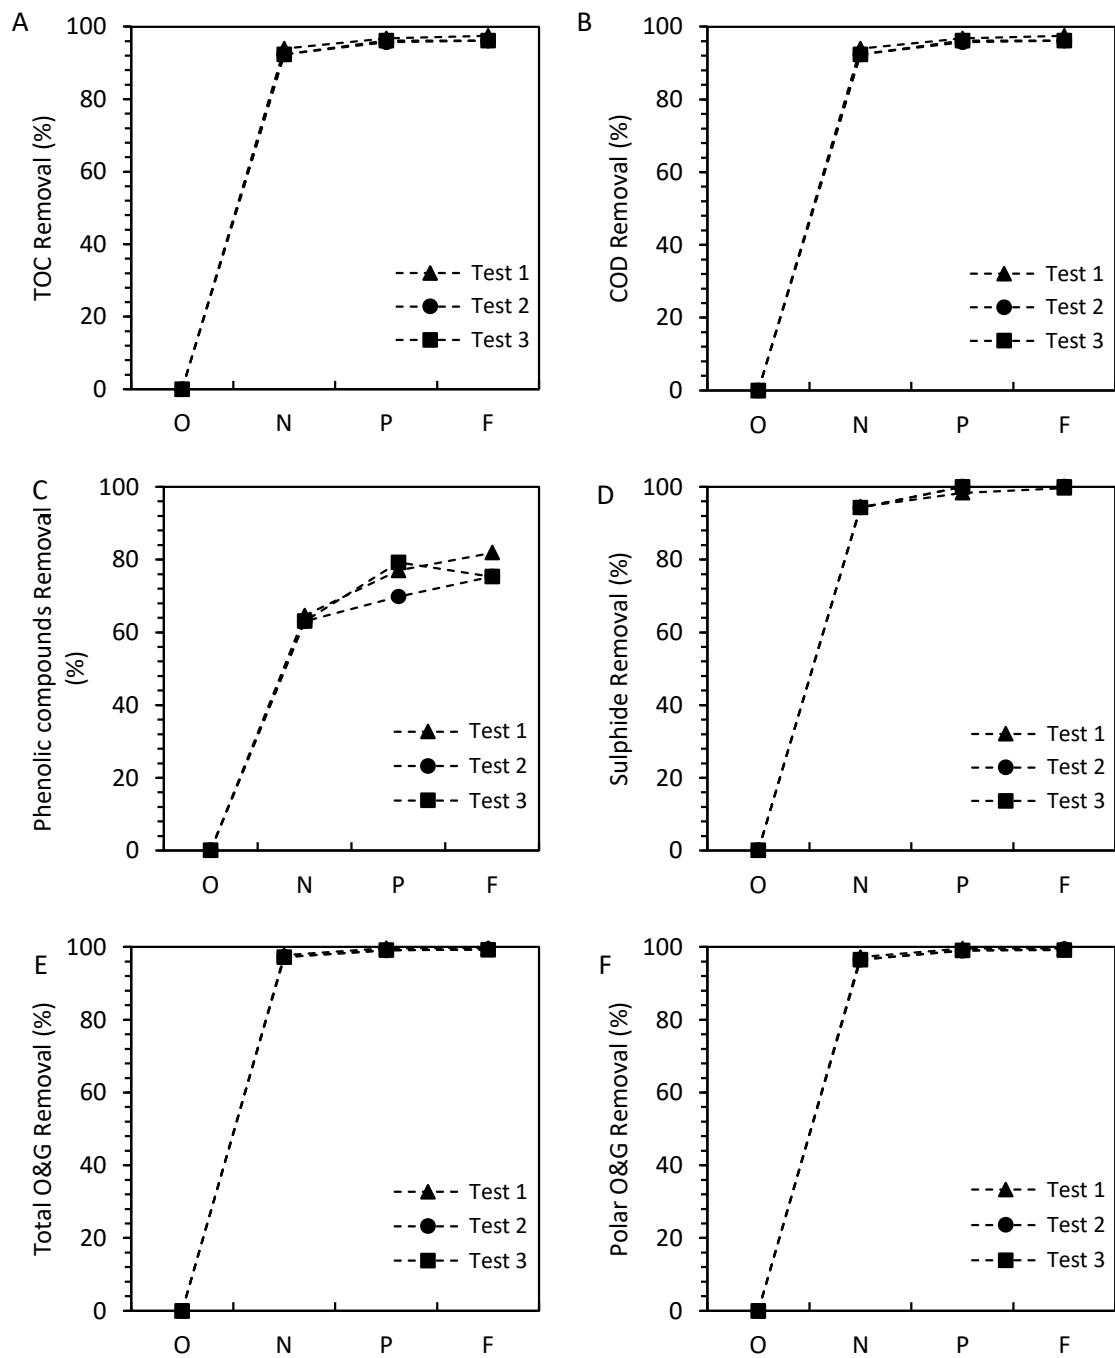 A
TOC Removal (%)
100
80
60
40
20
0
O N P F
Test 1
Test 2
Test 3
B
COD Removal (%)
100
80
60
40
20
0
O N P F
Test 1
Test 2
Test 3
C
Phenolic compounds Removal
(%)
100
80
60
40
20
0
O N P F
Test 1
Test 2
Test 3
D
Sulphide Removal (%)
100
80
60
40
20
0
O N P F
Test 1
Test 2
Test 3
E
Total O&G Removal (%)
100
80
60
40
20
0
O N P F
Test 1
Test 2
Test 3
F
Polar O&G Removal (%)
100
80
60
40
20
0
O N P F
Test 1
Test 2
Test 3